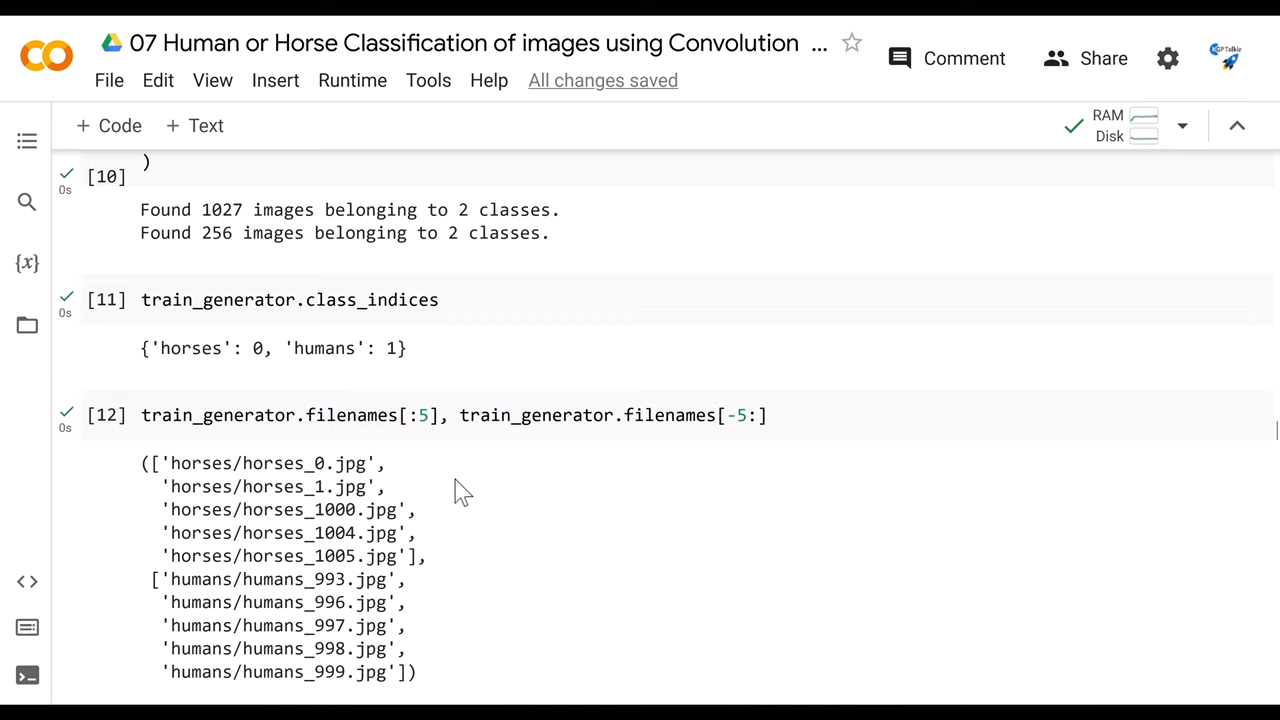 07 Human or Horse Classification of images using Convolution ...
Comment
Share
KGP Talkie
File Edit View Insert Runtime Tools Help All changes saved
+ Code + Text
RAM
Disk
)
[10]
0s
Found 1027 images belonging to 2 classes.
Found 256 images belonging to 2 classes.
[11] train_generator.class_indices
0s
{'horses': 0, 'humans': 1}
{x}
[12] train_generator.filenames[:5], train_generator.filenames[-5:]
0s
(['horses/horses_0.jpg',
'horses/horses_1.jpg',
'horses/horses_1000.jpg',
'horses/horses_1004.jpg',
'horses/horses_1005.jpg'],
['humans/humans_993.jpg',
'humans/humans_996.jpg',
'humans/humans_997.jpg',
'humans/humans_998.jpg',
'humans/humans_999.jpg'])